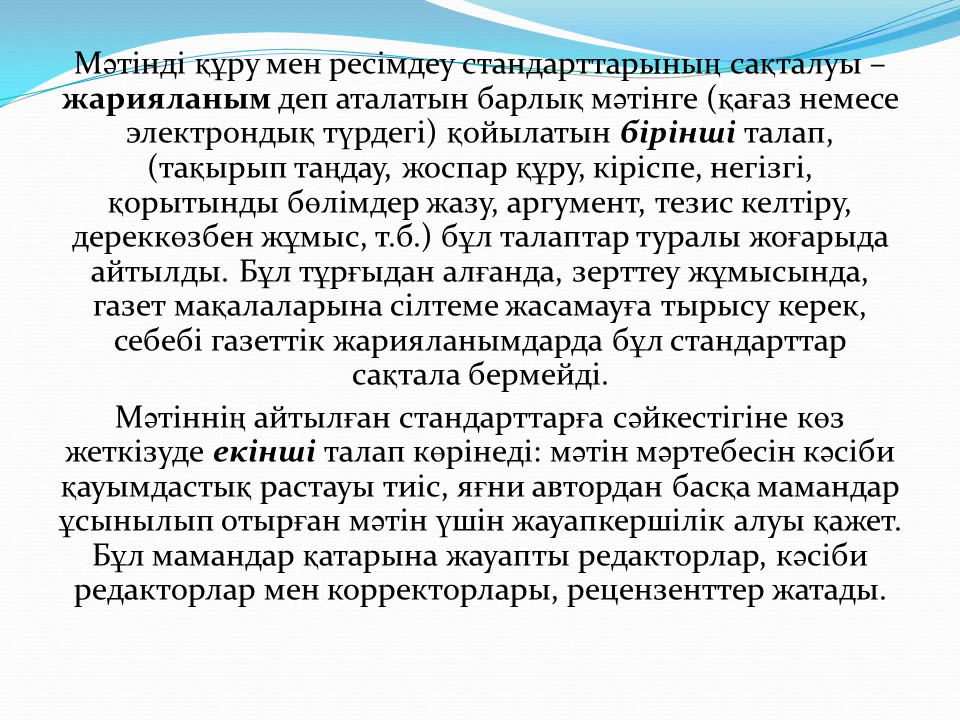 Мәтінді құру мен ресімдеу стандарттарының сақталуы –
жарияланым деп аталатын барлық мәтінге (қағаз немесе
электрондық түрдегі) қойылатын бірінші талап,
(тақырып таңдау, жоспар құру, кіріспе, негізгі,
қорытынды бөлімдер жазу, аргумент, тезис келтіру,
дереккөзбен жұмыс, т.б.) бұл талаптар туралы жоғарыда
айтылды. Бұл тұрғыдан алғанда, зерттеу жұмысында,
газет мақалаларына сілтеме жасамауға тырысу керек,
себебі газеттік жарияланымдарда бұл стандарттар
сақтала бермейді.
Мәтіннің айтылған стандарттарға сәйкестігіне көз
жеткізуде екінші талап көрінеді: мәтін мәртебесін кәсіби
қауымдастық растауы тиіс, яғни автордан басқа мамандар
ұсынылып отырған мәтін үшін жауапкершілік алуы қажет.
Бұл мамандар қатарына жауапты редакторлар, кәсіби
редакторлар мен корректорлары, рецензенттер жатады.